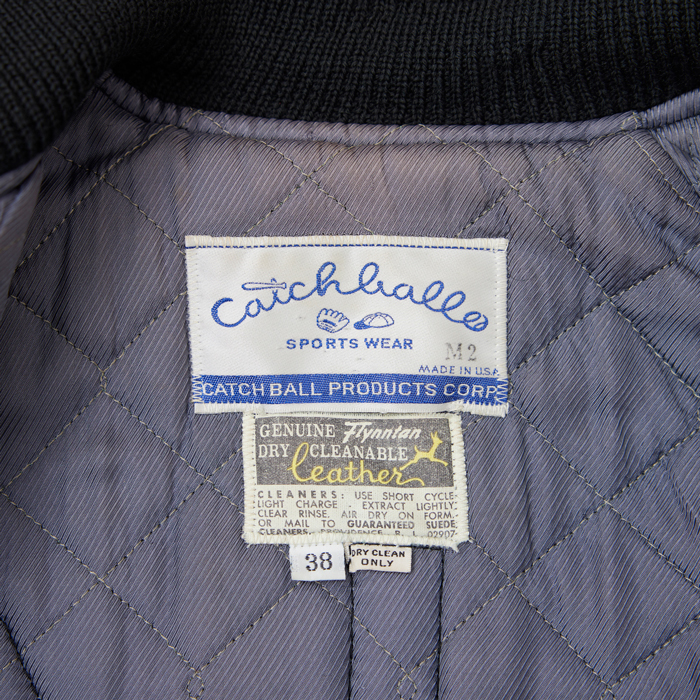 Catchball
SPORTS WEAR
M2
MADE IN U.S.A.
CATCH BALL PRODUCTS CORP.
GENUINE Flynntan
DRY CLEANABLE
leather
CLEANERS: USE SHORT CYCLE-
LIGHT CHARGE - EXTRACT LIGHTLY-
CLEAR RINSE. AIR DRY ON FORM.
OR MAIL TO GUARANTEED SUEDE
CLEANERS, PROVIDENCE R. I. 02907
38
DRY CLEAN
ONLY